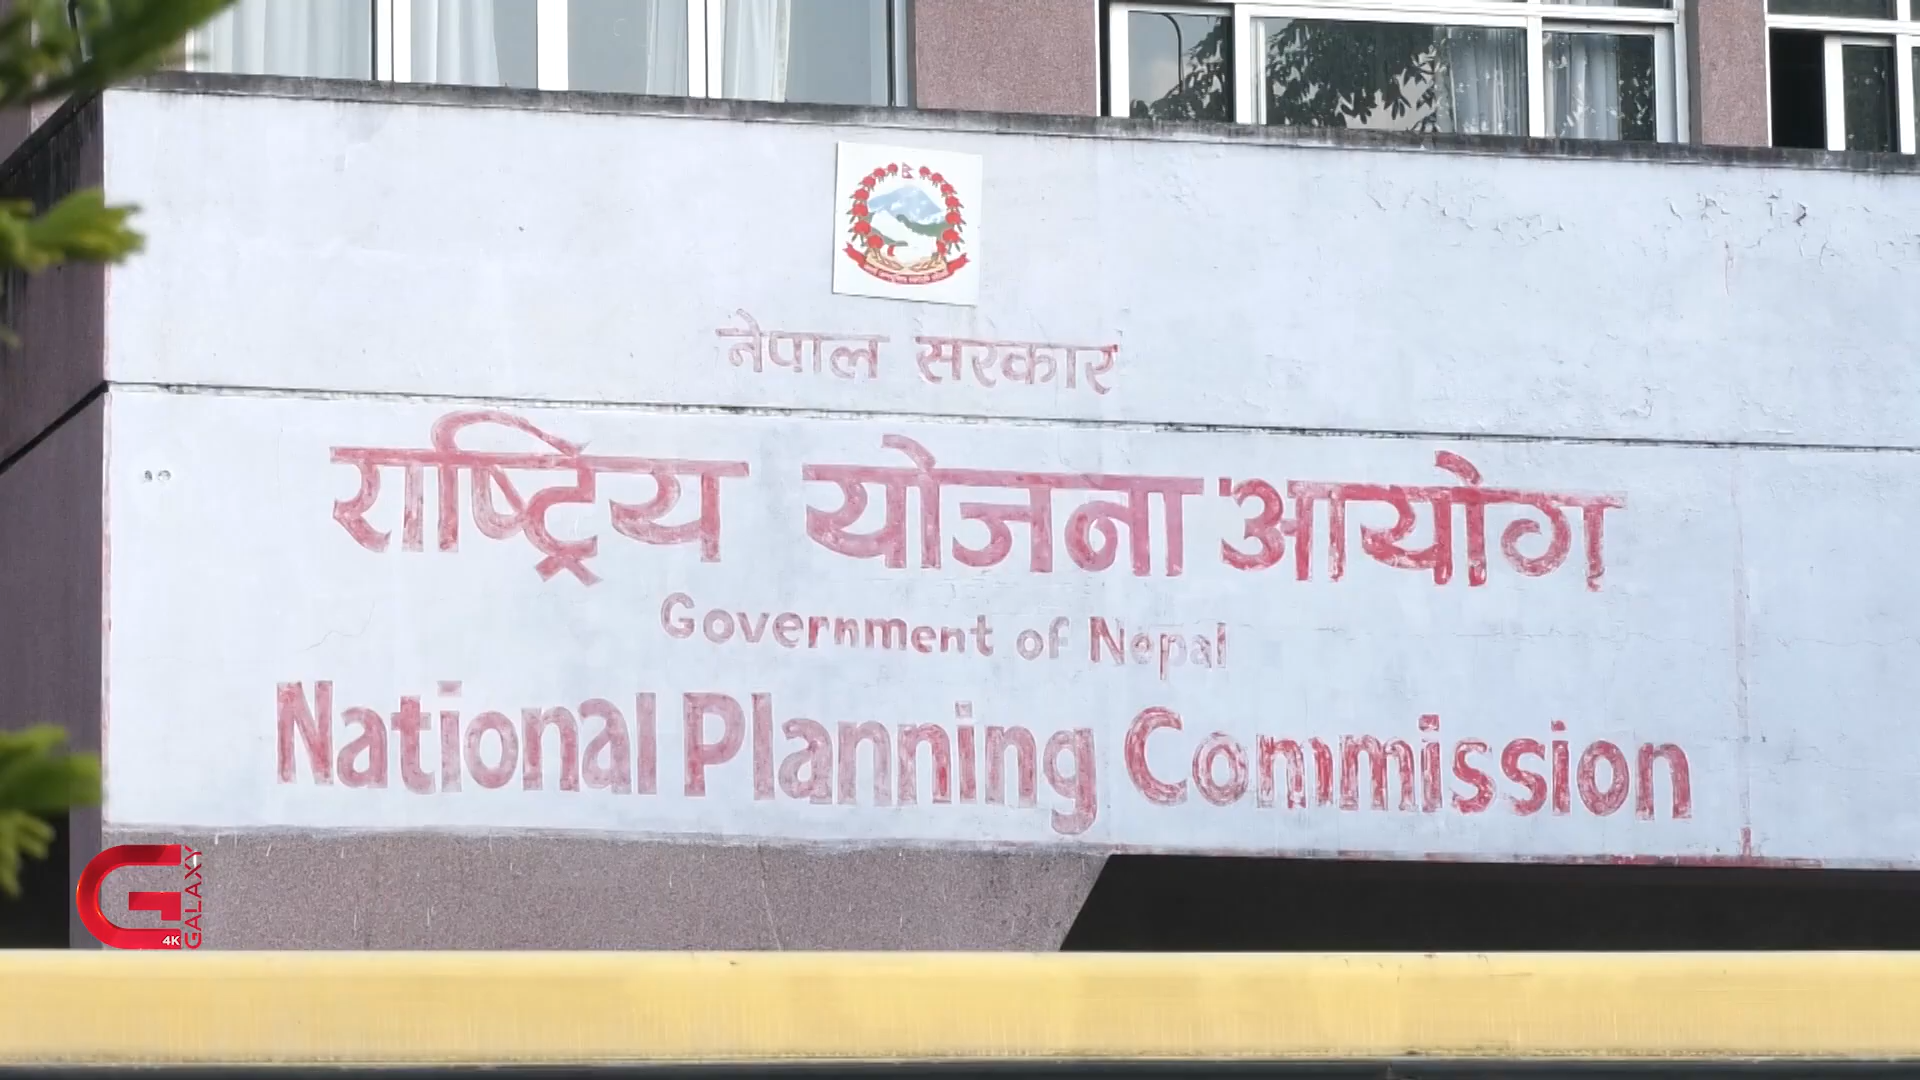 नेपाल सरकार
राष्ट्रिय योजना आयोग
Government of Nepal
National Planning Commission
GALAXY
4K